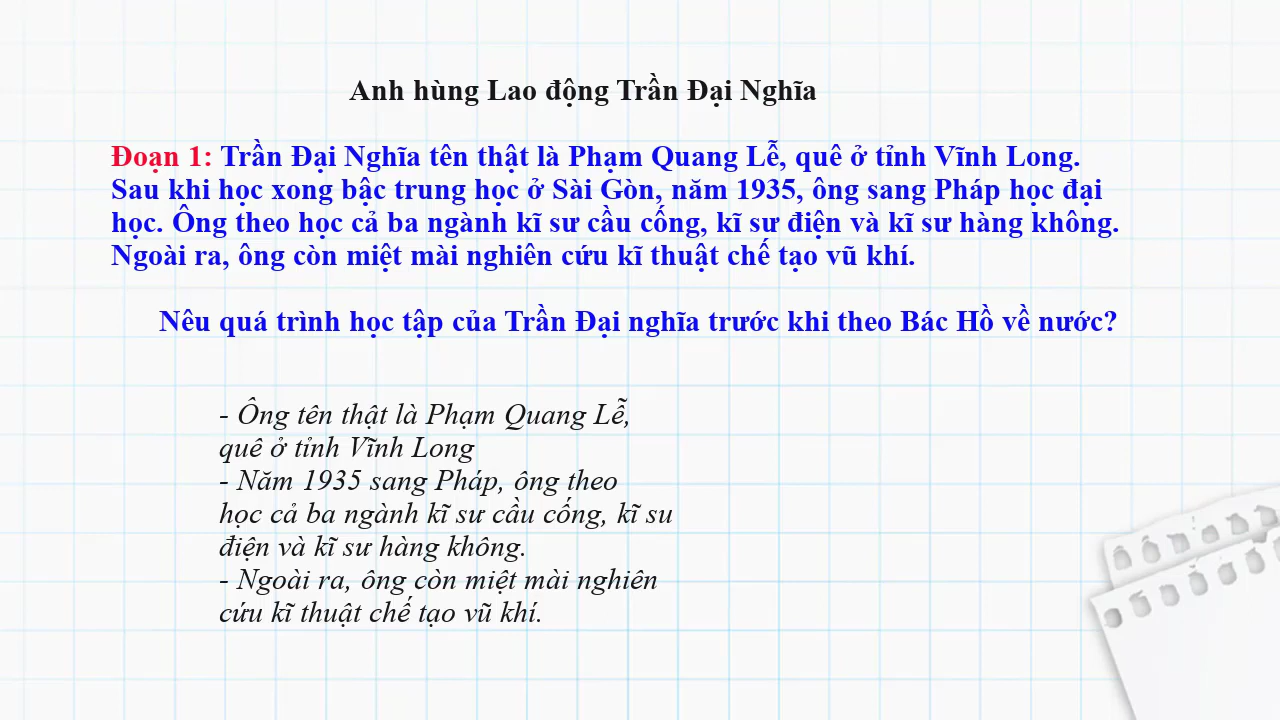 Anh hùng Lao động Trần Đại Nghĩa
Đoạn 1: Trần Đại Nghĩa tên thật là Phạm Quang Lễ, quê ở tỉnh Vĩnh Long.
Sau khi học xong bậc trung học ở Sài Gòn, năm 1935, ông sang Pháp học đại
học. Ông theo học cả ba ngành kĩ sư cầu cống, kĩ sư điện và kĩ sư hàng không.
Ngoài ra, ông còn miệt mài nghiên cứu kĩ thuật chế tạo vũ khí.
Nêu quá trình học tập của Trần Đại nghĩa trước khi theo Bác Hồ về nước?
- Ông tên thật là Phạm Quang Lễ,
quê ở tỉnh Vĩnh Long
- Năm 1935 sang Pháp, ông theo
học cả ba ngành kĩ sư cầu cống, kĩ su
điện và kĩ sư hàng không.
- Ngoài ra, ông còn miệt mài nghiên
cứu kĩ thuật chế tạo vũ khí.